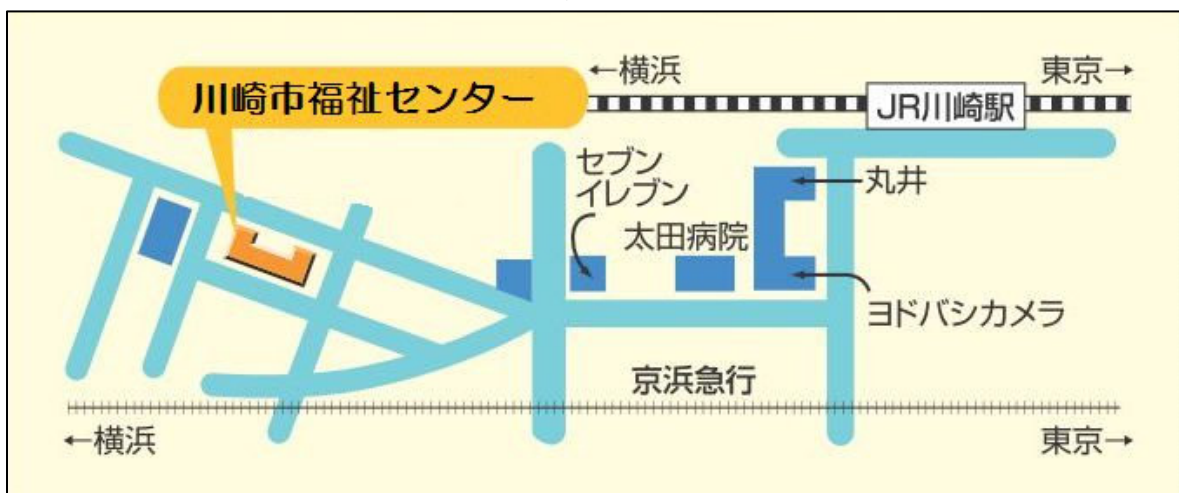 ←横浜
東京→
川崎市福祉センター
JR川崎駅
セブン
イレブン
丸井
太田病院
ヨドバシカメラ
京浜急行
←横浜
東京→